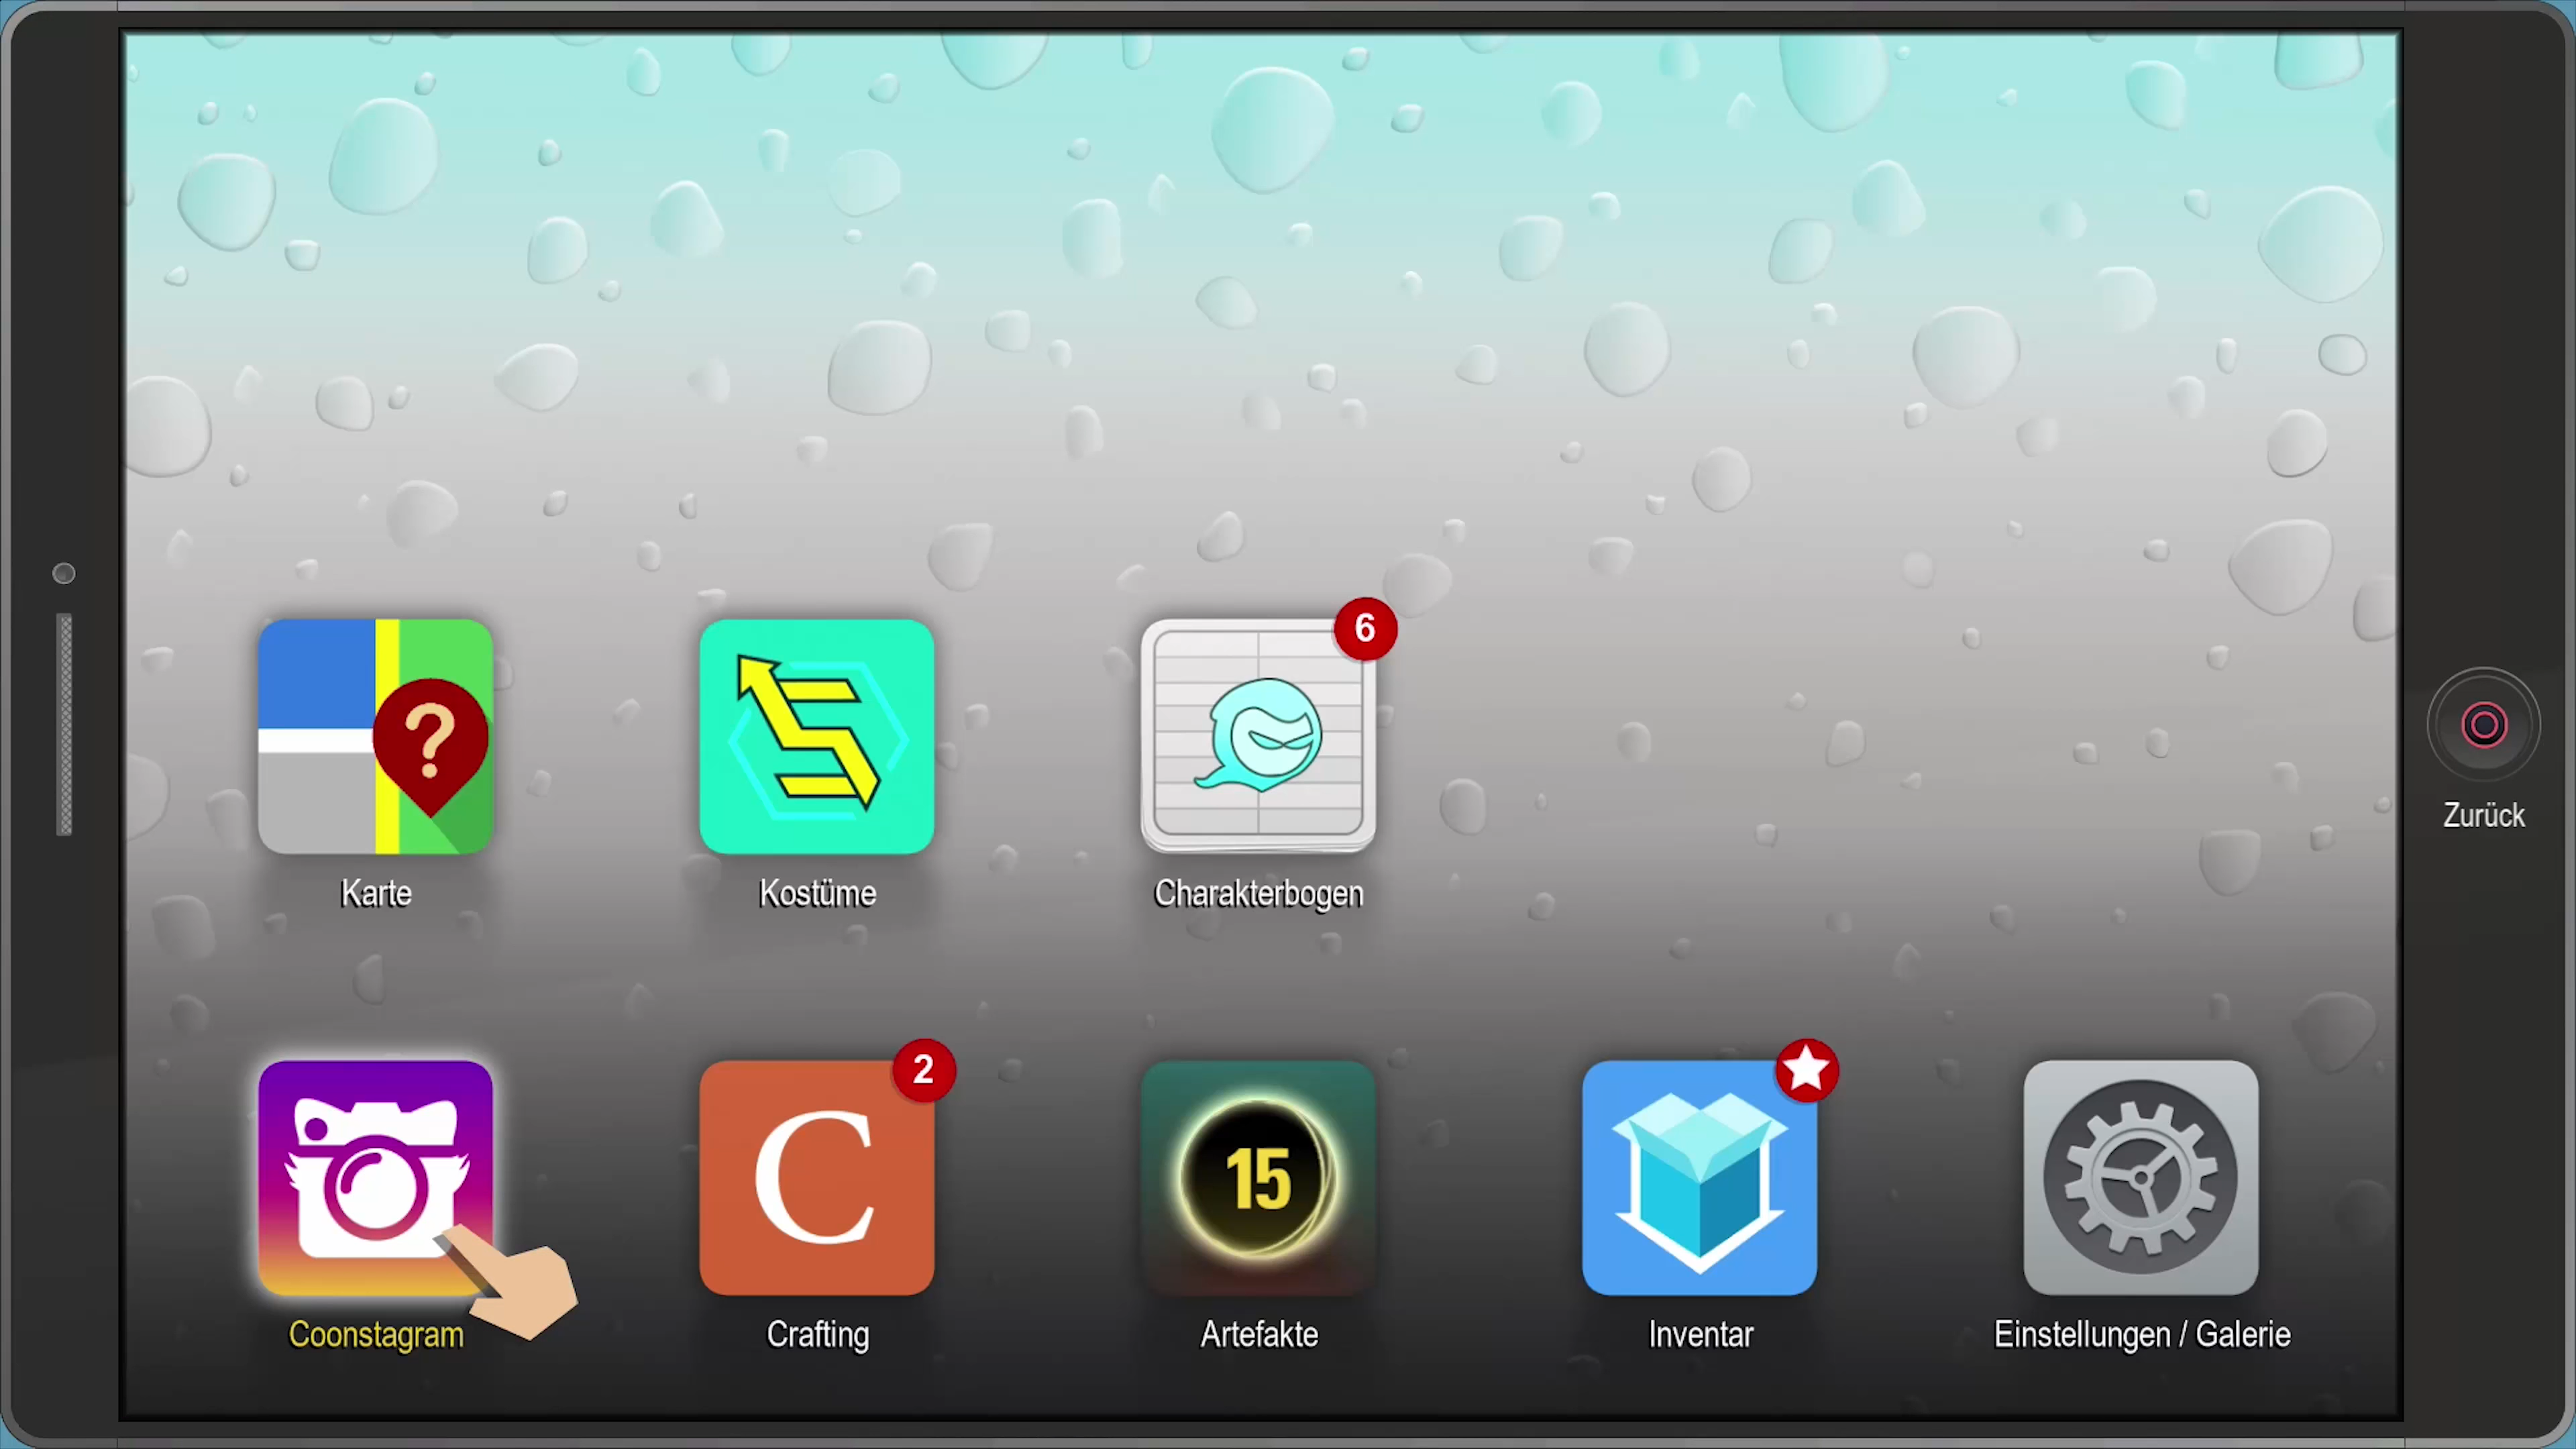 6
?
Karte
Kostüme
Charakterbogen
Zurück
2
C
15
Coonstagram
Crafting
Artefakte
Inventar
Einstellungen / Galerie